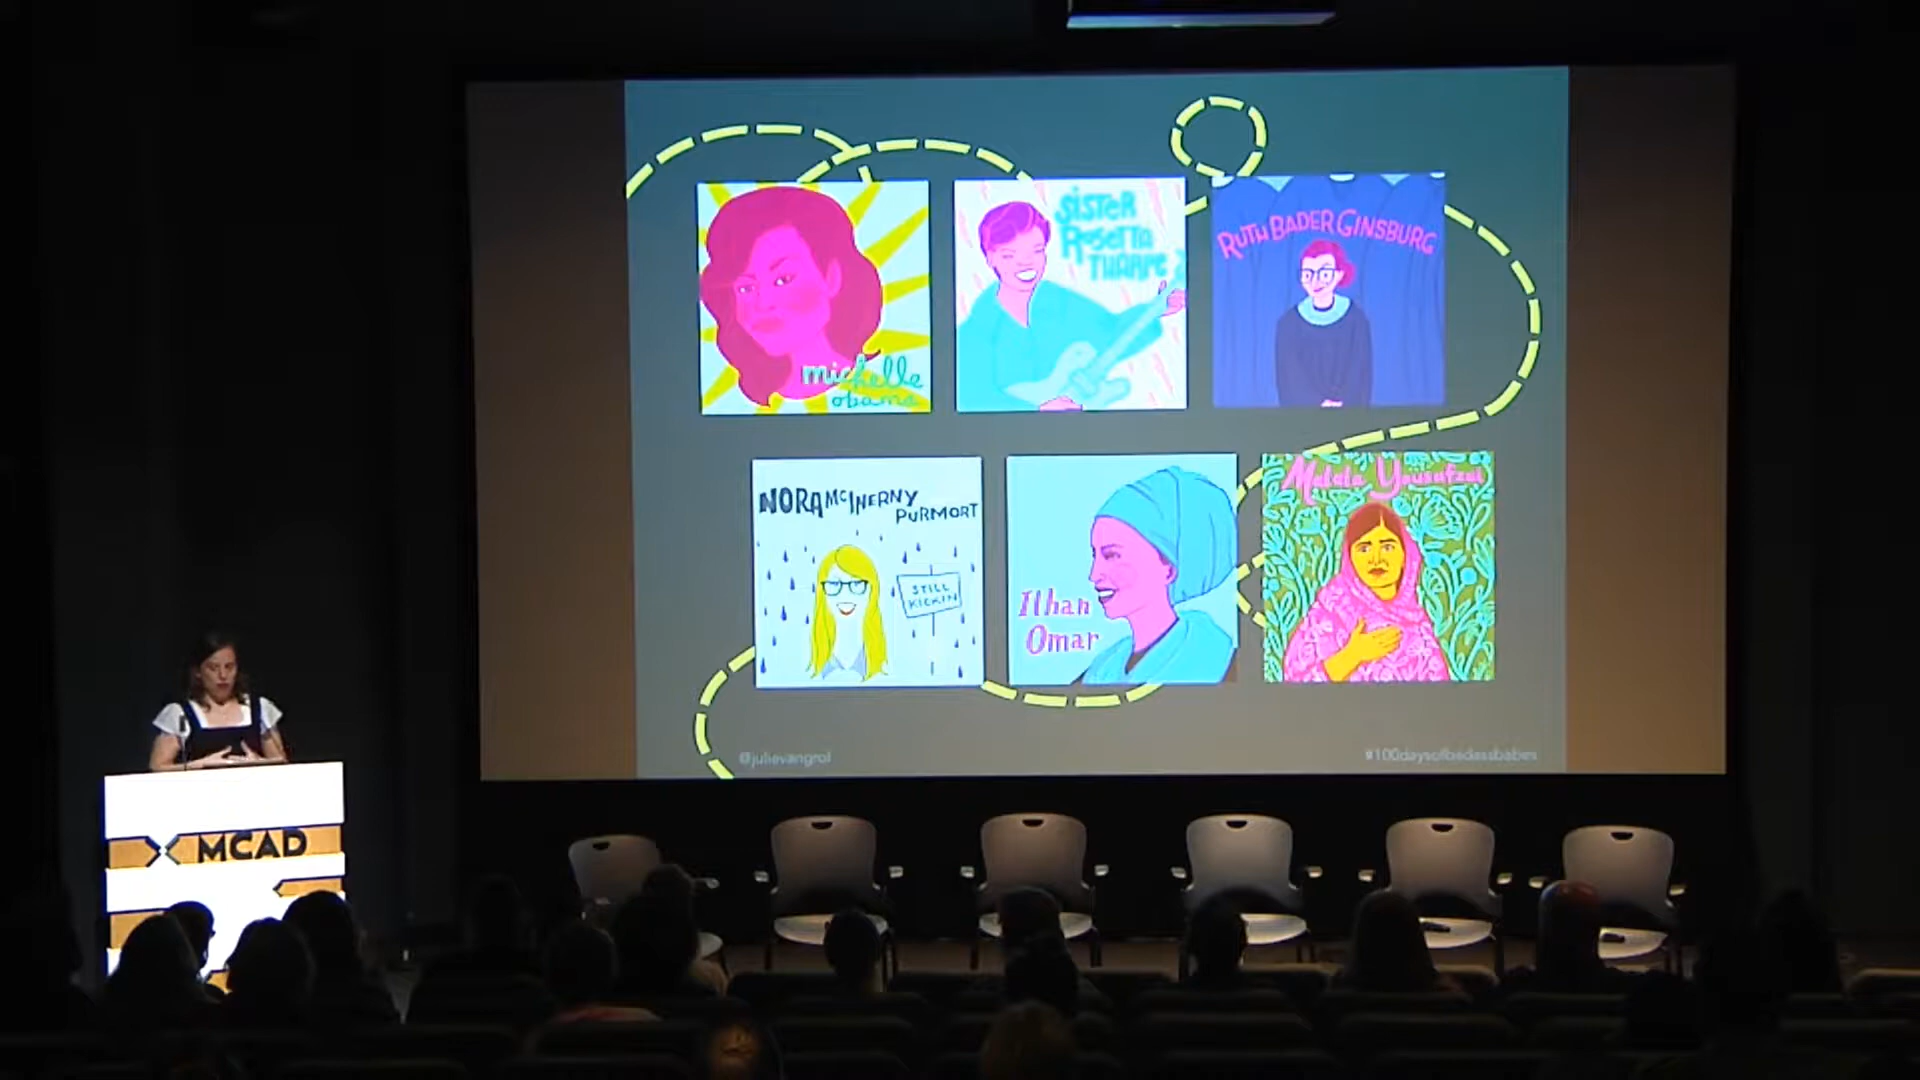 michelle
obama
SISTER
ROSETTA
THARPE
RUTH BADER GINSBURG
NORA MCINERNY
PURMORT
STILL
KICKIN
Ilhan
Omar
Malala Yousafzai
@julievangrol
#100daysofbadassbabes
MCAD